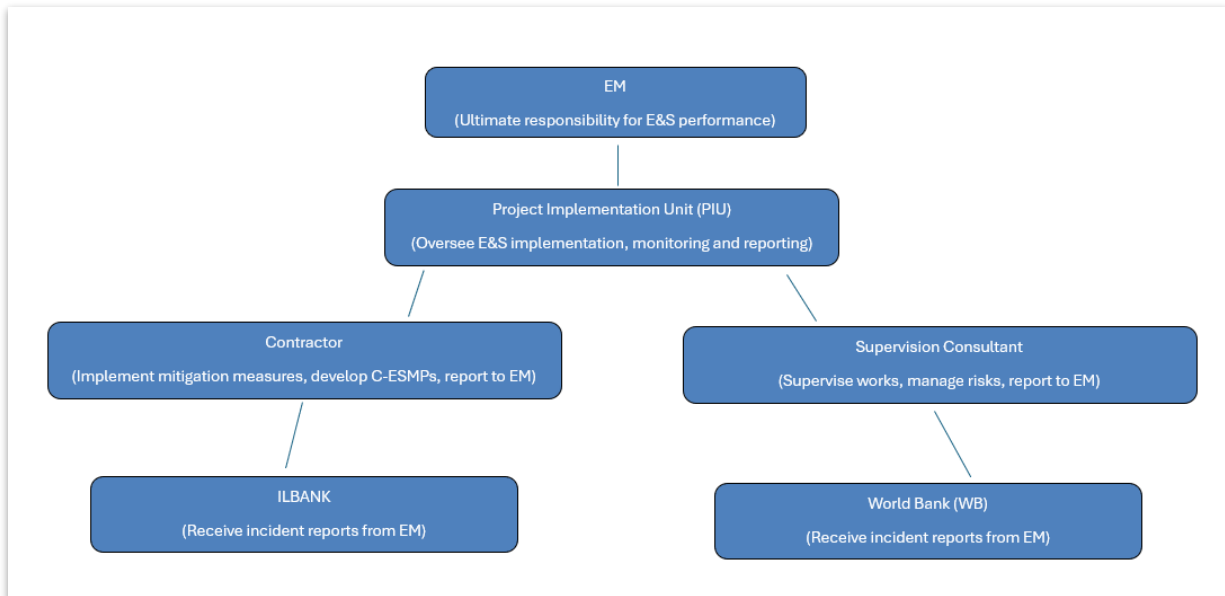 EM
(Ultimate responsibility for E&S performance)
Project Implementation Unit (PIU)
(Oversee E&S implementation, monitoring and reporting)
Contractor
(Implement mitigation measures, develop C-ESMPs, report to EM)
Supervision Consultant
(Supervise works, manage risks, report to EM)
ILBANK
(Receive incident reports from EM)
World Bank (WB)
(Receive incident reports from EM)